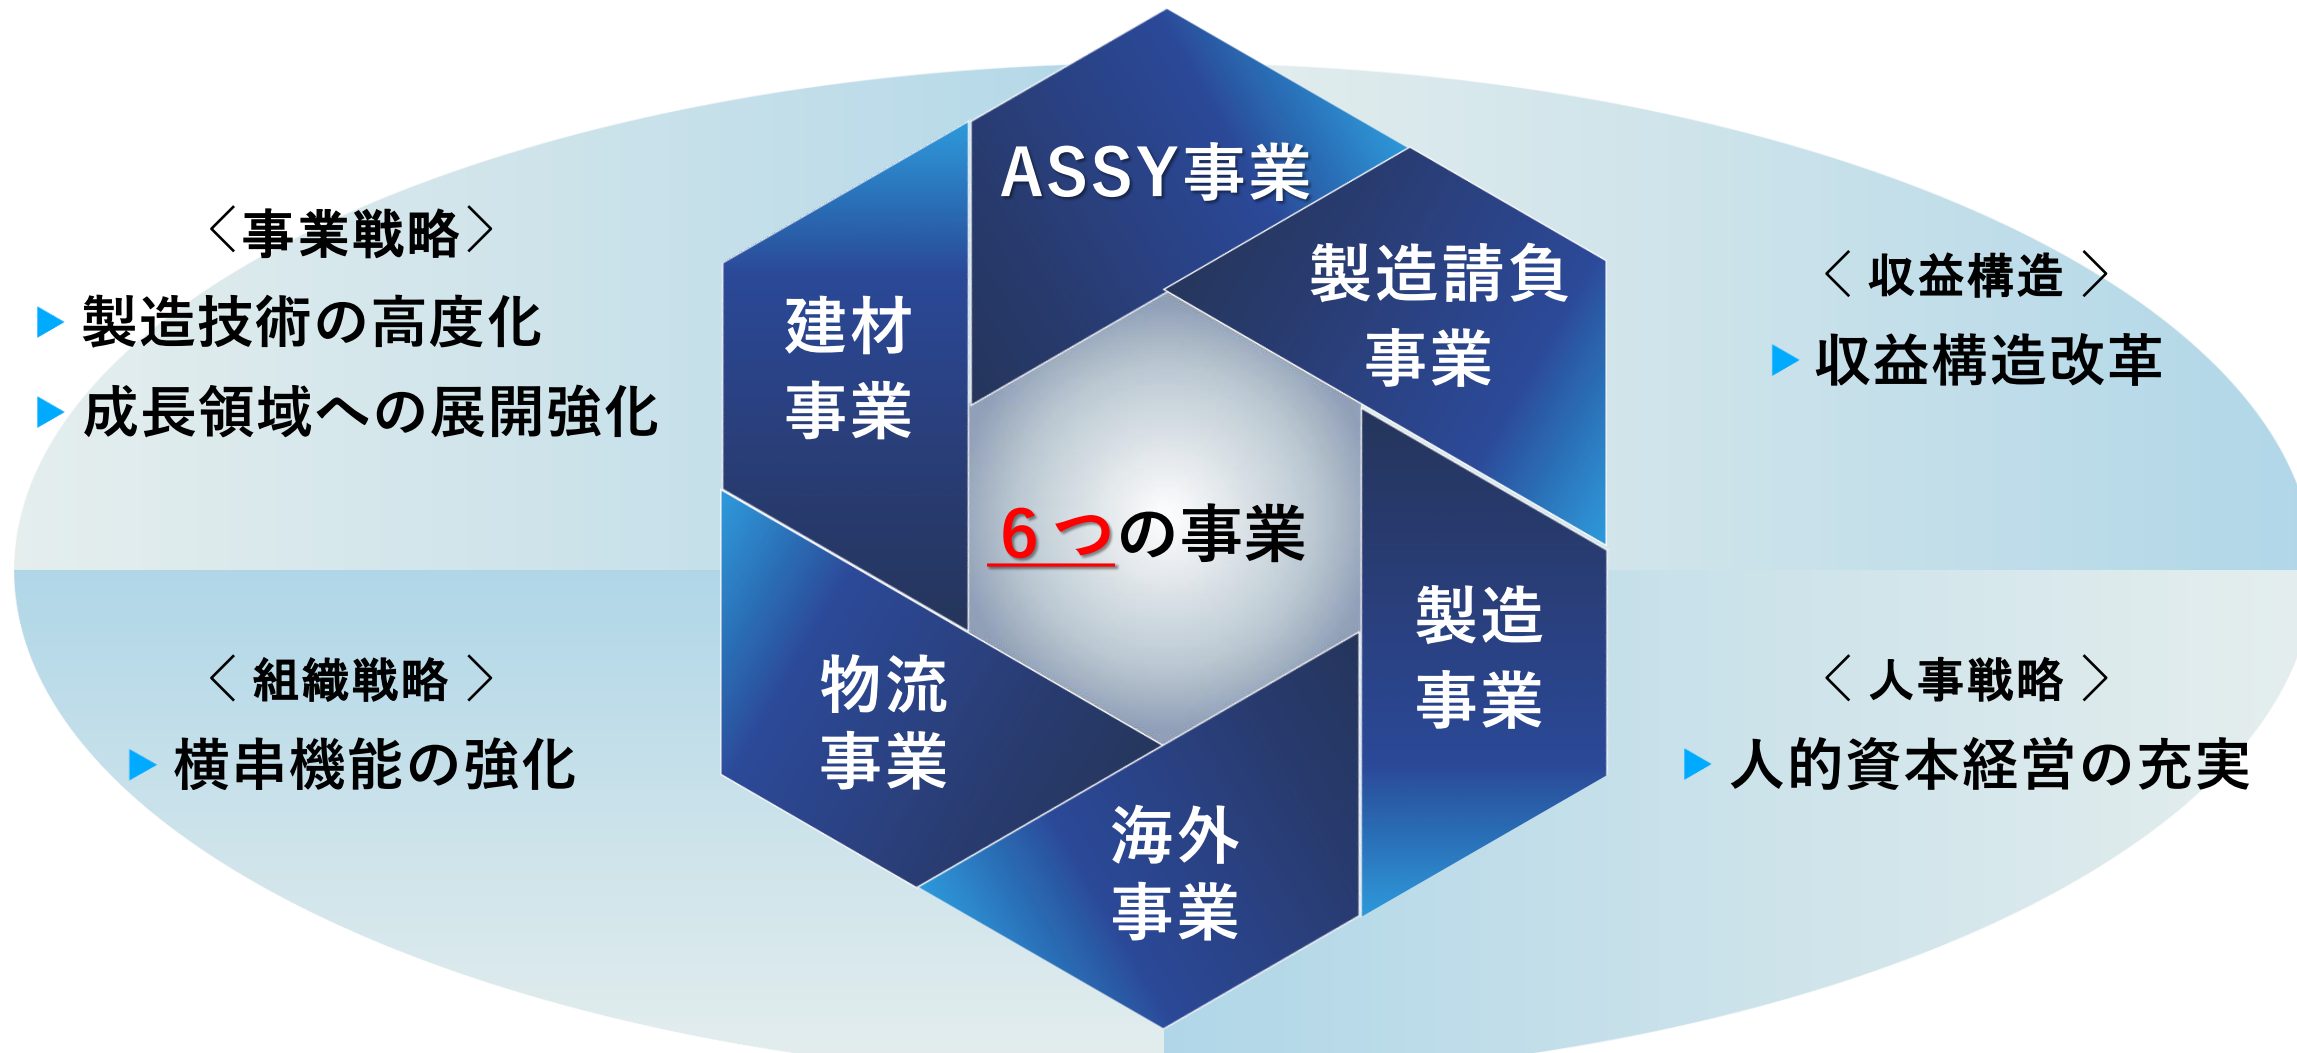 〈事業戦略〉
▶ 製造技術の高度化
▶ 成長領域への展開強化
〈 収益構造 〉
▶ 収益構造改革
〈 組織戦略 〉
▶ 横串機能の強化
〈 人事戦略 〉
▶ 人的資本経営の充実
ASSY事業
製造請負
事業
製造
事業
海外
事業
物流
事業
建材
事業
６つの事業